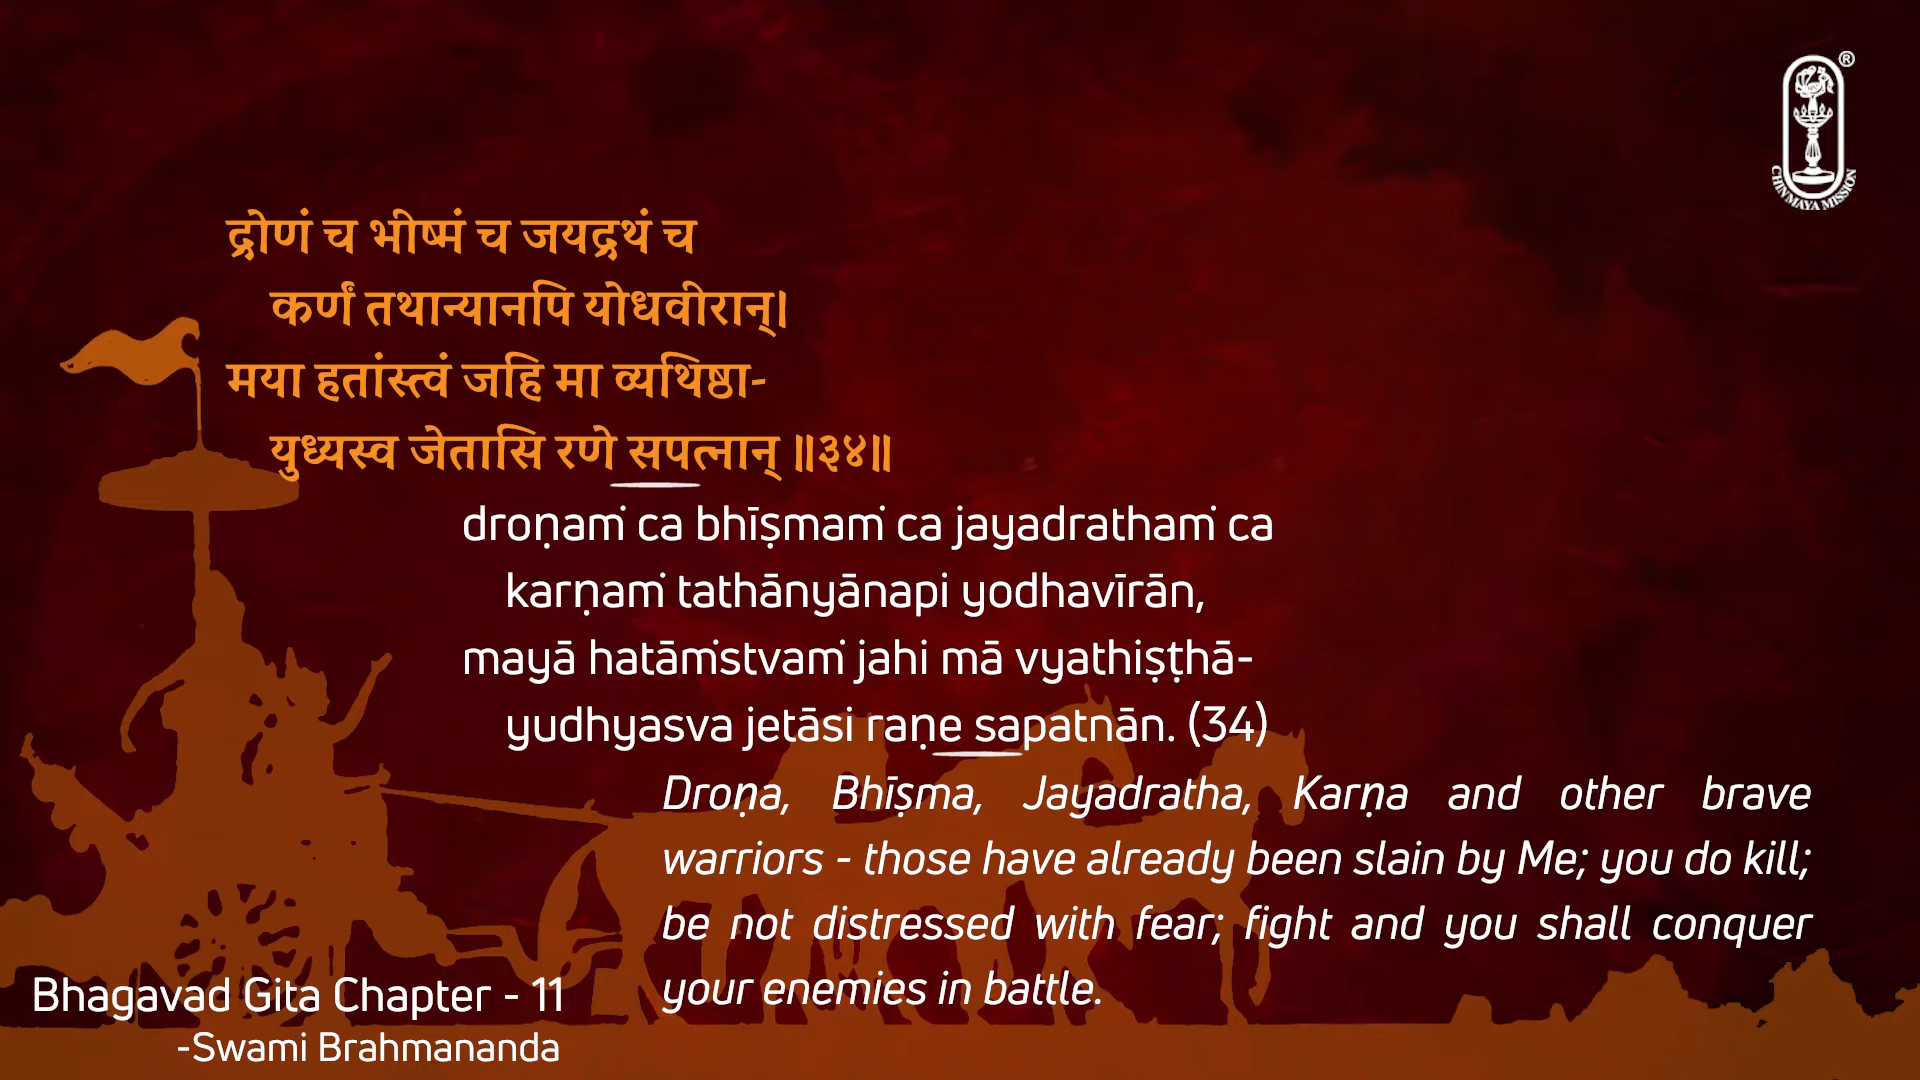 ®
CHINMAYA MISSION
द्रोणं च भीष्मं च जयद्रथं च
कर्णं तथान्यानपि योधवीरान्।
मया हतांस्त्वं जहि मा व्यथिष्ठा-
युध्यस्व जेतासि रणे सपत्नान् ॥३४॥
droṇaṁ ca bhīṣmaṁ ca jayadrathaṁ ca
karṇaṁ tathānyānapi yodhavīrān,
mayā hatāṁstvaṁ jahi mā vyathiṣṭhā-
yudhyasva jetāsi raṇe sapatnān. (34)
Droṇa, Bhīṣma, Jayadratha, Karṇa and other brave
warriors - those have already been slain by Me; you do kill;
be not distressed with fear; fight and you shall conquer
your enemies in battle.
Bhagavad Gita Chapter - 11
-Swami Brahmananda